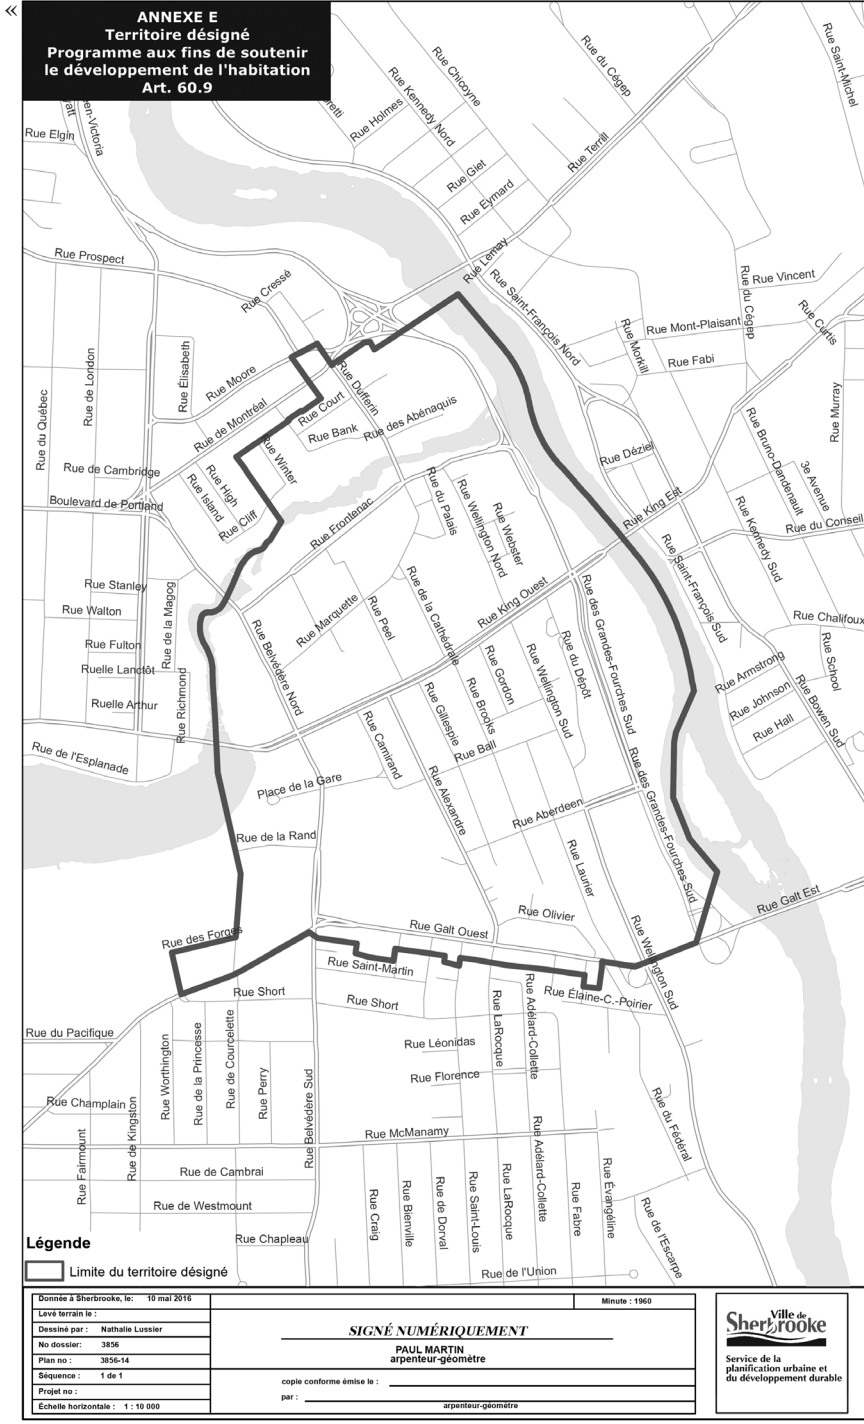 «
ANNEXE E
Territoire désigné
Programme aux fins de soutenir
le développement de l'habitation
Art. 60.9
Rue Elgin
een-Victoria
Rue Holmes
Rue Kennedy Nord
Rue Chicoyne
Rue du Cégep
Rue Saint-Michel
Rue Terrill
Rue Giet
Rue Eymard
Rue Prospect
Rue Cressé
Rue Lemay
Rue Saint-François Nord
Rue du Cégep
Rue Vincent
Rue Curtis
Rue Mont-Plaisant
Rue Morkill
Rue Fabi
Rue Murray
Rue du Québec
Rue de London
Rue Élisabeth
Rue Moore
Rue de Montréal
Rue Dufferin
Rue Court
Rue Bank
Rue des Abénaquis
Rue Winter
Rue High
Rue Island
Rue Cliff
Rue de Cambridge
Boulevard de Portland
Rue Frontenac
Rue du Palais
Rue Wellington Nord
Rue Webster
Rue Déziel
Rue King Est
Rue Bruno-Dandenault
3e Avenue
Rue du Conseil
Rue Kennedy Sud
Rue Saint-François Sud
Rue Chalifoux
Rue School
Rue Armstrong
Rue Johnson
Rue Hall
Rue Bowen Sud
Rue Stanley
Rue Walton
Rue Fulton
Ruelle Lanctôt
Ruelle Arthur
Rue de la Magog
Rue Richmond
Rue Belvédère Nord
Rue Marquette
Rue Peel
Rue de la Cathédrale
Rue King Ouest
Rue des Grandes-Fourches Sud
Rue du Dépôt
Rue Wellington Sud
Rue Gordon
Rue Brooks
Rue Gillespie
Rue Ball
Rue Camirand
Rue Alexandre
Rue de l'Esplanade
Place de la Gare
Rue de la Rand
Rue Aberdeen
Rue des Grandes-Fourches Sud
Rue Laurier
Rue Olivier
Rue Galt Ouest
Rue Galt Est
Rue Wellington Sud
Rue des Forges
Rue Saint-Martin
Rue Short
Rue Short
Rue Élaine-C.-Poirier
Rue du Pacifique
Rue Worthington
Rue de la Princesse
Rue de Courcelette
Rue Perry
Rue Belvédère Sud
Rue LaRocque
Rue Adélard-Collette
Rue Léonidas
Rue Florence
Rue Champlain
Rue Fairmount
Rue de Kingston
Rue McManamy
Rue du Fédéral
Rue de Cambrai
Rue de Westmount
Rue Chapleau
Rue Craig
Rue Bienville
Rue de Dorval
Rue Saint-Louis
Rue LaRocque
Rue Adélard-Collette
Rue Fabre
Rue Évangéline
Rue de l'Escarpe
Rue de l'Union
Légende
Limite du territoire désigné
Donnée à Sherbrooke, le: 10 mai 2016
Levé terrain le :
Dessiné par : Nathalie Lussier
No dossier: 3856
Plan no : 3856-14
Séquence : 1 de 1
Projet no :
Échelle horizontale : 1 : 10 000
Minute : 1960
SIGNÉ NUMÉRIQUEMENT
PAUL MARTIN
arpenteur-géomètre
copie conforme émise le :
par :
arpenteur-géomètre
Ville de
Sherbrooke
Service de la
planification urbaine et
du développement durable